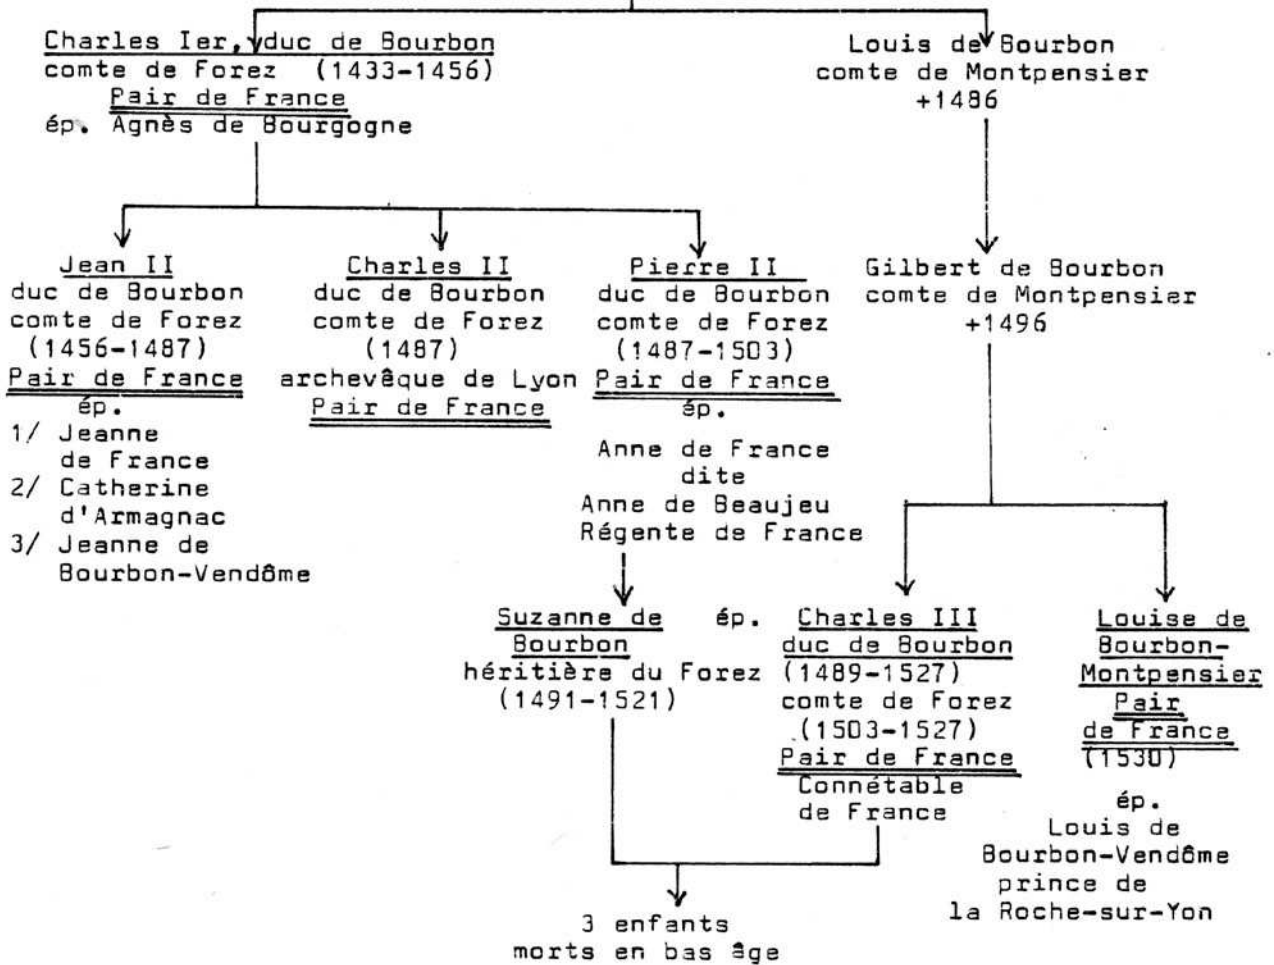 Charles Ier, duc de Bourbon
comte de Forez (1433-1456)
Pair de France
ép. Agnès de Bourgogne
Louis de Bourbon
comte de Montpensier
+1486
Jean II
duc de Bourbon
comte de Forez
(1456-1487)
Pair de France
ép.
1/ Jeanne
de France
2/ Catherine
d'Armagnac
3/ Jeanne de
Bourbon-Vendôme
Charles II
duc de Bourbon
comte de Forez
(1487)
archevêque de Lyon
Pair de France
Pierre II
duc de Bourbon
comte de Forez
(1487-1503)
Pair de France
ép.
Anne de France
dite
Anne de Beaujeu
Régente de France
Gilbert de Bourbon
comte de Montpensier
+1496
Suzanne de
Bourbon
héritière du Forez
(1491-1521)
ép.
Charles III
duc de Bourbon
(1489-1527)
comte de Forez
(1503-1527)
Pair de France
Connétable
de France
Louise de
Bourbon-
Montpensier
Pair
de France
(1530)
ép.
Louis de
Bourbon-Vendôme
prince de
la Roche-sur-Yon
3 enfants
morts en bas âge